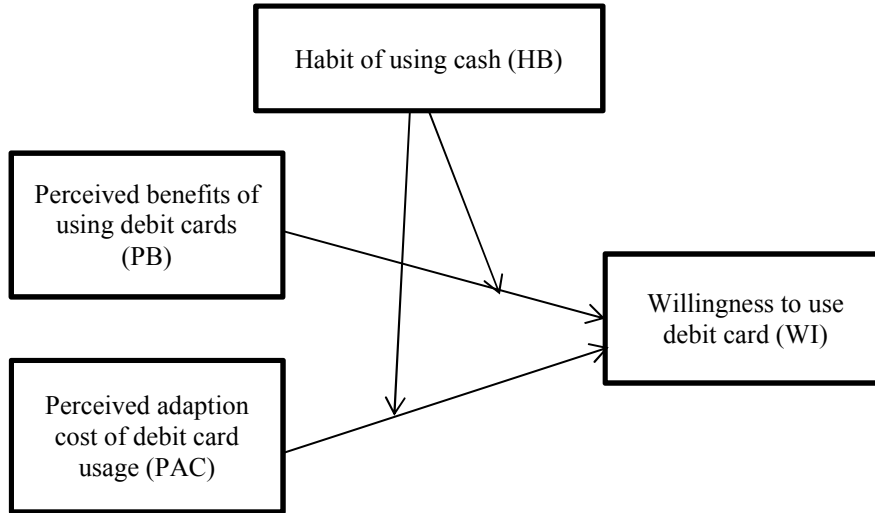 Habit of using cash (HB)
Perceived benefits of
using debit cards
(PB)
Willingness to use
debit card (WI)
Perceived adaption
cost of debit card
usage (PAC)